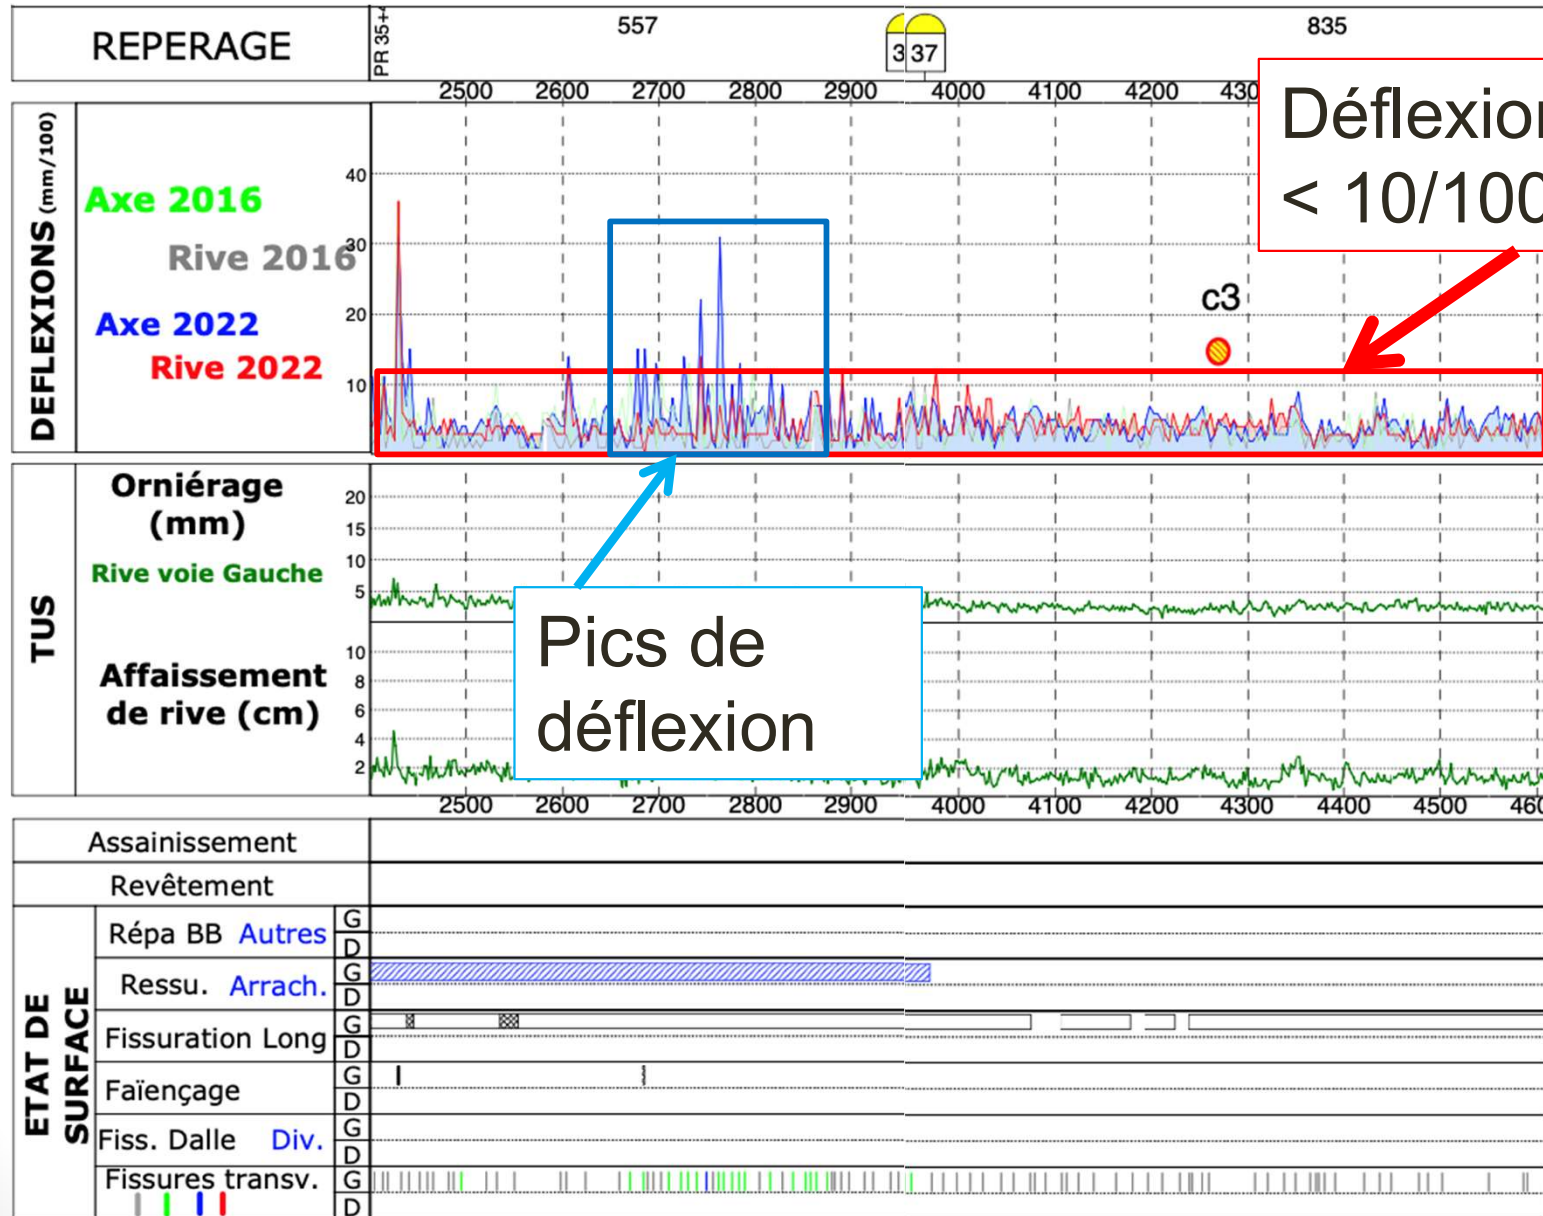 REPERAGE
PR 35+4
557
3
37
835
2500 2600 2700 2800 2900 4000 4100 4200 430
Déflexion
< 10/100
DEFLEXIONS (mm/100)
Axe 2016
Rive 2016
Axe 2022
Rive 2022
40
30
20
10
c3
TUS
Orniérage
(mm)
Rive voie Gauche
20
15
10
5
Pics de
déflexion
Affaissement
de rive (cm)
10
8
6
4
2
2500 2600 2700 2800 2900 4000 4100 4200 4300 4400 4500 460
Assainissement
Revêtement
ETAT DE
SURFACE
Répa BB Autres
G
D
Ressu. Arrach.
G
D
Fissuration Long
G
D
Faïençage
G
D
Fiss. Dalle Div.
G
D
Fissures transv.
G
D